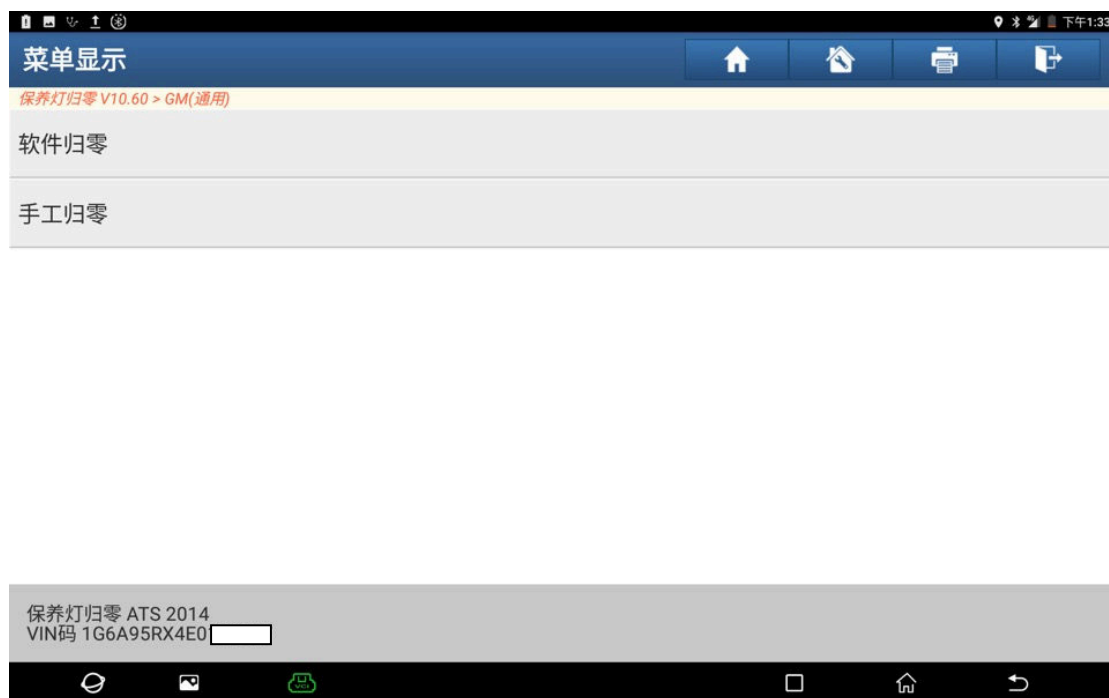 下午1:33
菜单显示
保养灯归零 V10.60 > GM(通用)
软件归零
手工归零
保养灯归零 ATS 2014
VIN码 1G6A95RX4E0
VCI